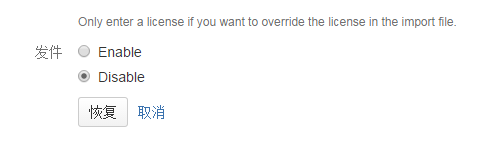 Only enter a license if you want to override the license in the import file.
发件 Enable
Disable
恢复 取消